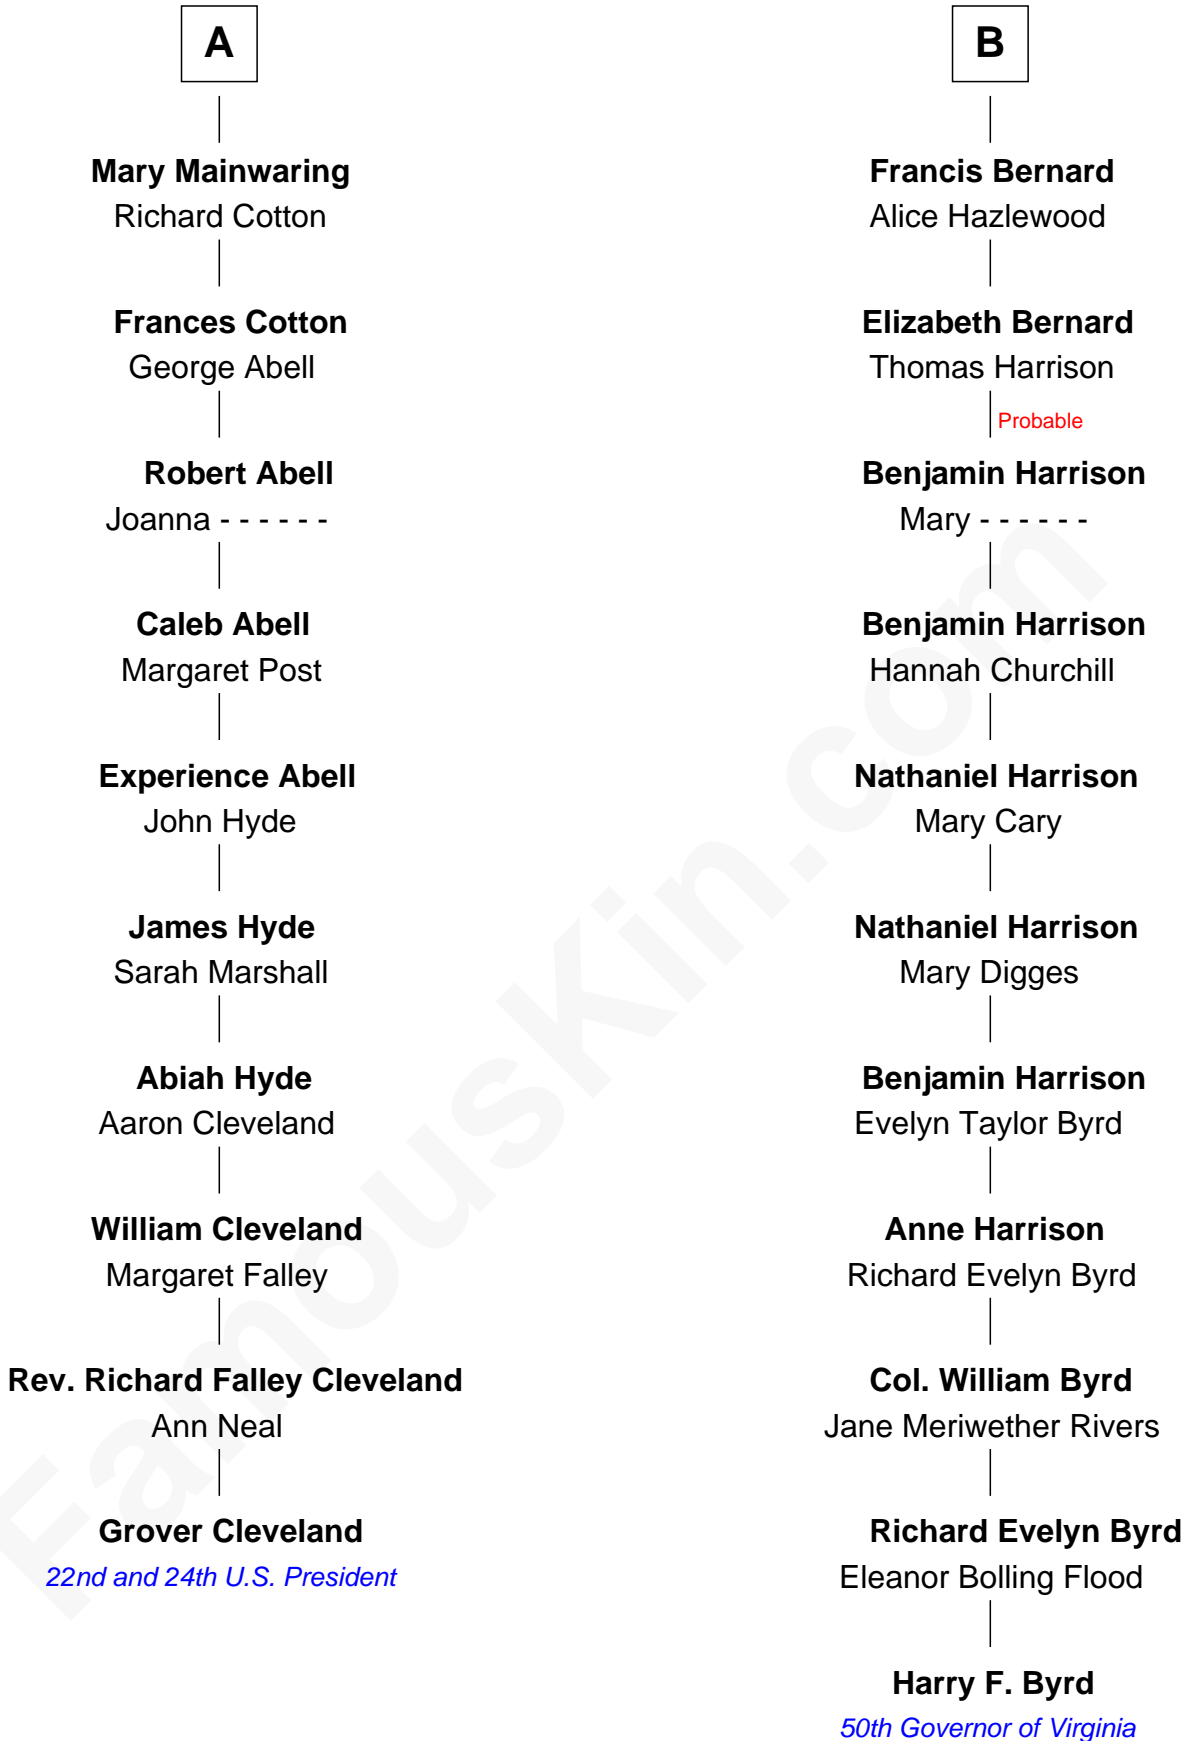 A
Mary Mainwaring
Richard Cotton
Frances Cotton
George Abell
Robert Abell
Joanna - - - - - -
Caleb Abell
Margaret Post
Experience Abell
John Hyde
James Hyde
Sarah Marshall
Abiah Hyde
Aaron Cleveland
William Cleveland
Margaret Falley
Rev. Richard Falley Cleveland
Ann Neal
Grover Cleveland
22nd and 24th U.S. President
B
Francis Bernard
Alice Hazlewood
Elizabeth Bernard
Thomas Harrison
Probable
Benjamin Harrison
Mary - - - - - -
Benjamin Harrison
Hannah Churchill
Nathaniel Harrison
Mary Cary
Nathaniel Harrison
Mary Digges
Benjamin Harrison
Evelyn Taylor Byrd
Anne Harrison
Richard Evelyn Byrd
Col. William Byrd
Jane Meriwether Rivers
Richard Evelyn Byrd
Eleanor Bolling Flood
Harry F. Byrd
50th Governor of Virginia
FamousKin.com